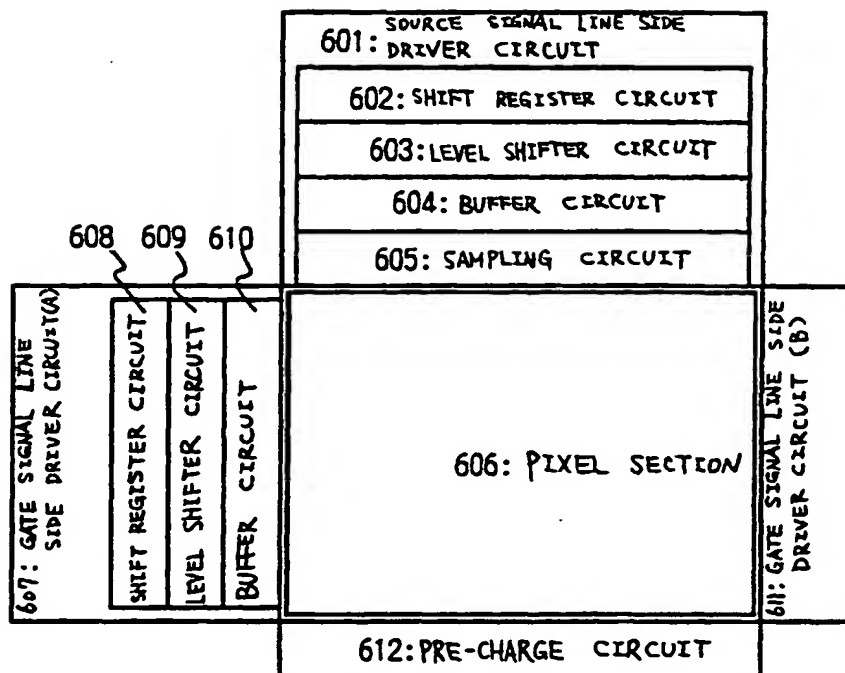 601: SOURCE SIGNAL LINE SIDE
DRIVER CIRCUIT
602: SHIFT REGISTER CIRCUIT
603: LEVEL SHIFTER CIRCUIT
604: BUFFER CIRCUIT
605: SAMPLING CIRCUIT
608 609 610
607: GATE SIGNAL LINE
SIDE DRIVER CIRCUIT(A)
SHIFT REGISTER CIRCUIT
LEVEL SHIFTER CIRCUIT
BUFFER CIRCUIT
606: PIXEL SECTION
611: GATE SIGNAL LINE SIDE
DRIVER CIRCUIT (B)
612: PRE-CHARGE CIRCUIT